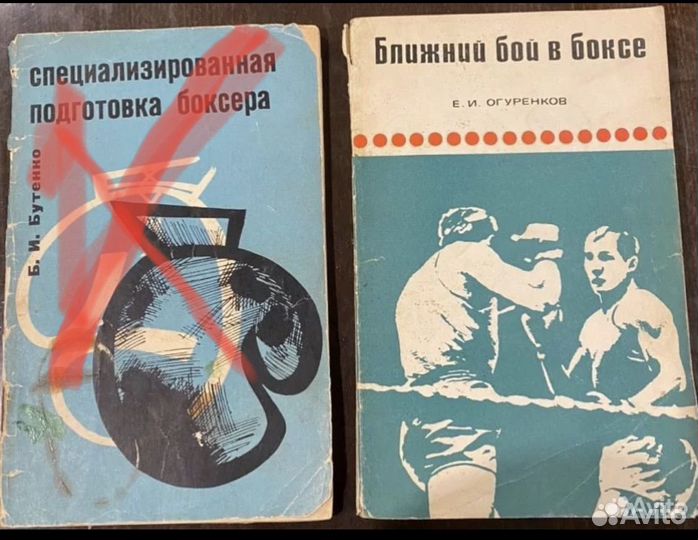 специализированная
подготовка боксера
Б. И. Бутенко
Ближний бой в боксе
Е. И. ОГУРЕНКОВ
Avito